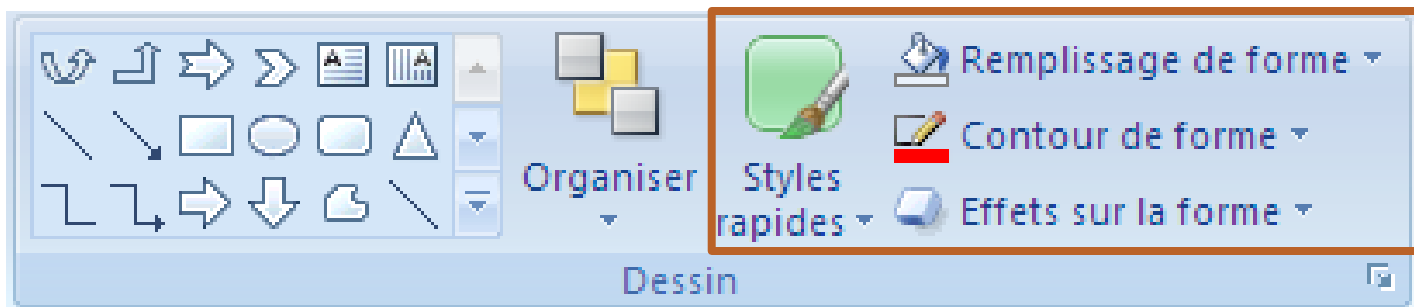 Organiser
Styles
rapides
Remplissage de forme
Contour de forme
Effets sur la forme
Dessin